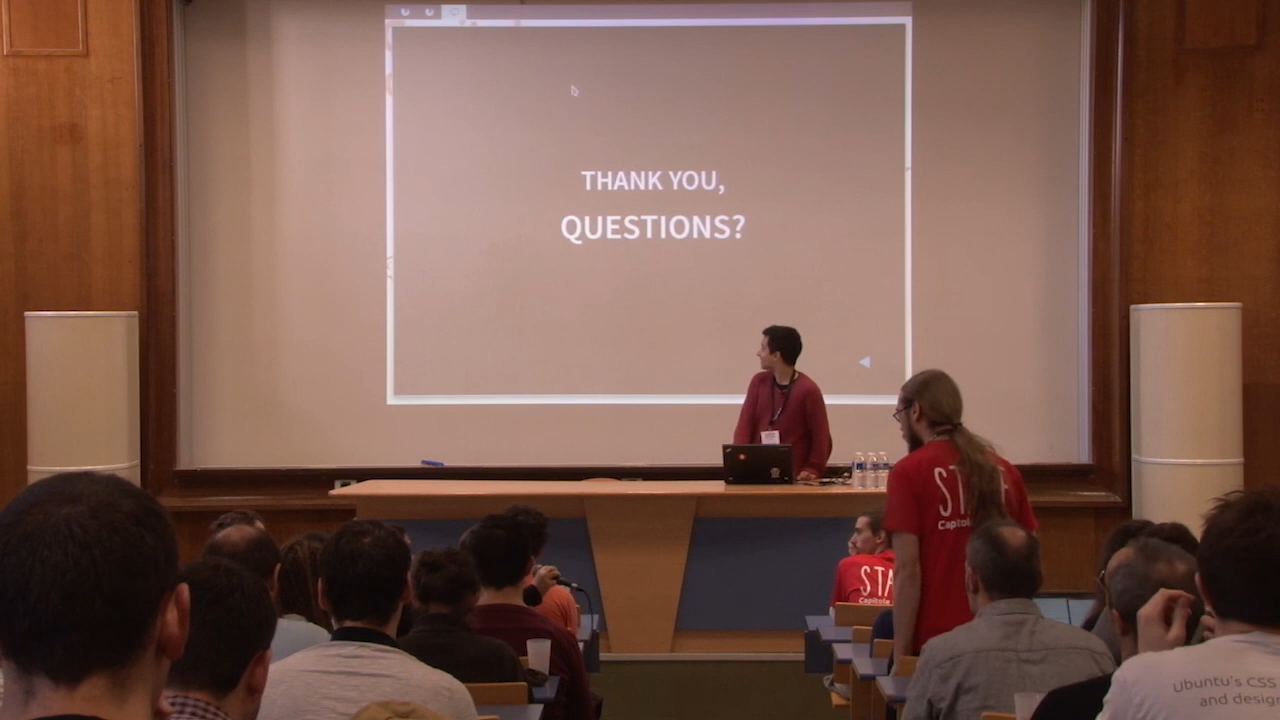 THANK YOU,
QUESTIONS?
STA
Capitole
STA
Capitole
Ubuntu's CSS
and design